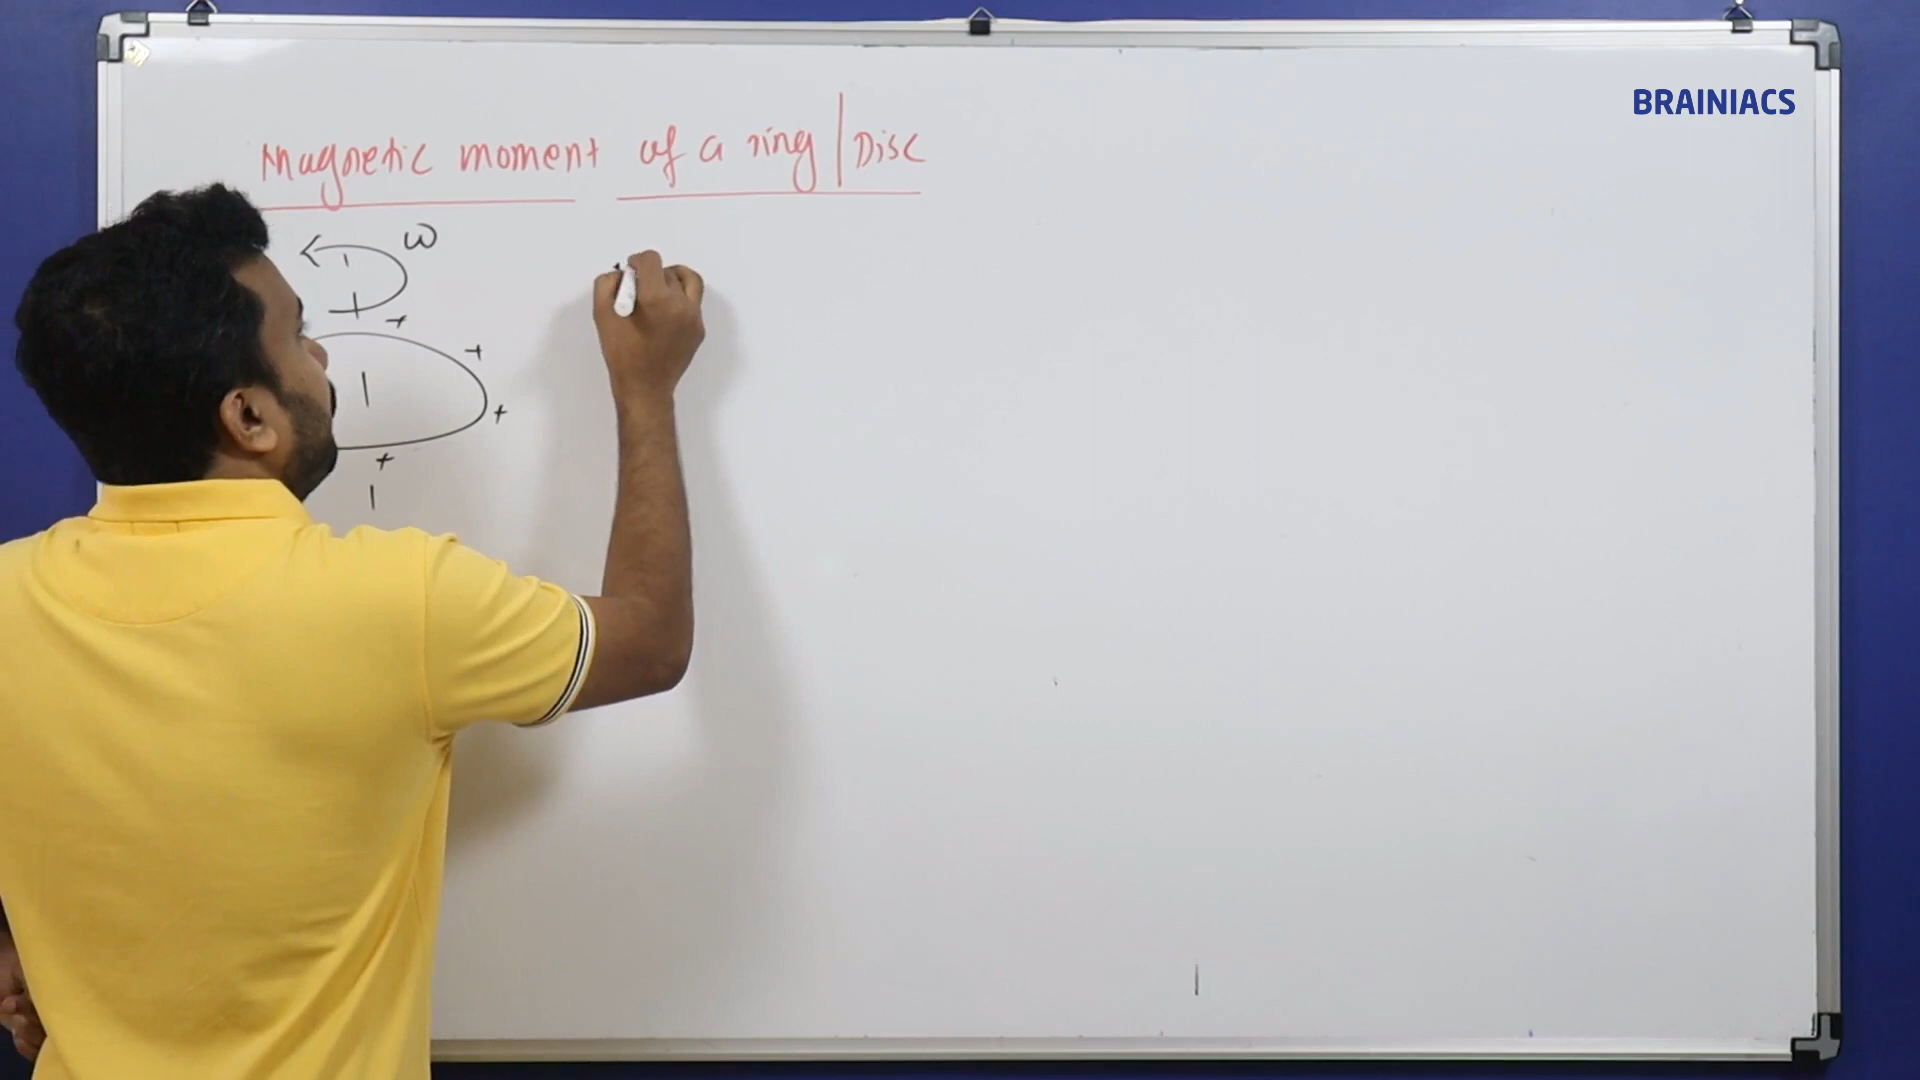 BRAINIACS
Magnetic moment of a ring | Disc
ω
+
+
+
+